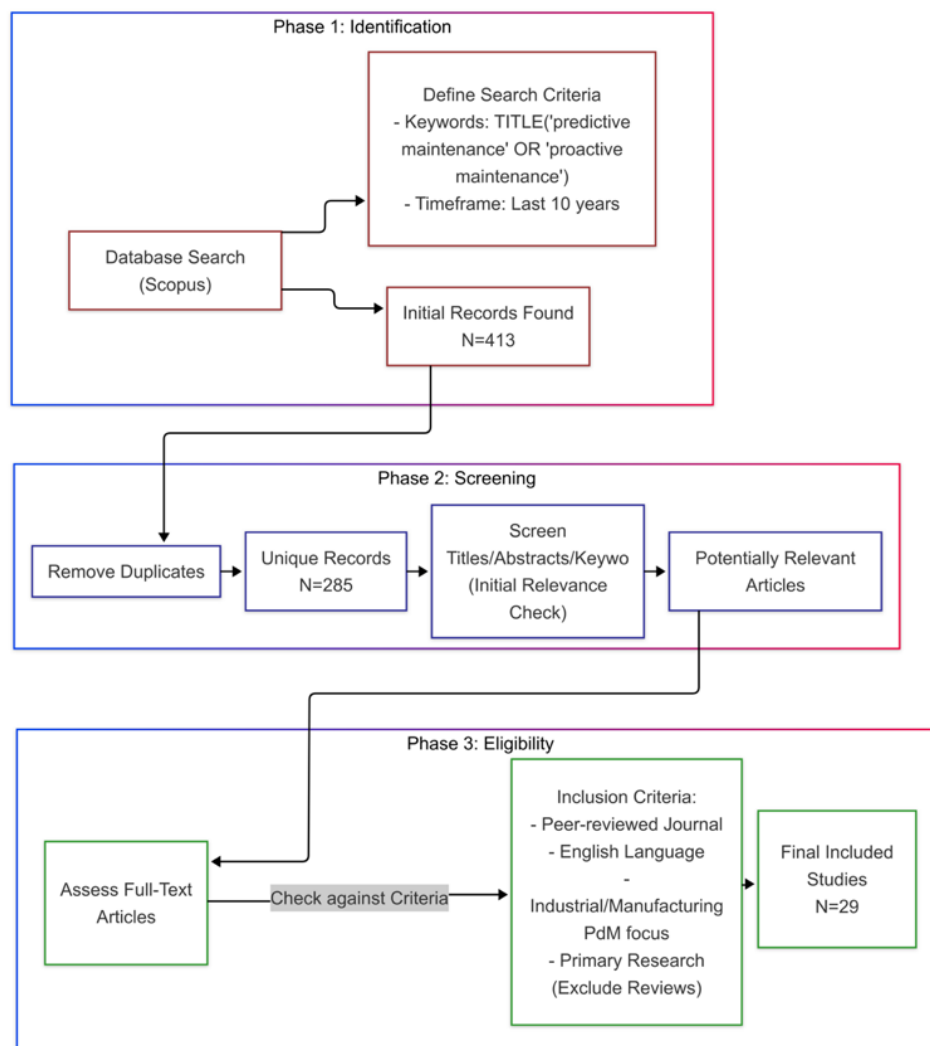 Phase 1: Identification
Define Search Criteria
- Keywords: TITLE('predictive
maintenance' OR 'proactive
maintenance')
- Timeframe: Last 10 years
Database Search
(Scopus)
Initial Records Found
N=413
Phase 2: Screening
Remove Duplicates
Unique Records
N=285
Screen
Titles/Abstracts/Keywo
(Initial Relevance
Check)
Potentially Relevant
Articles
Phase 3: Eligibility
Assess Full-Text
Articles
Check against Criteria
Inclusion Criteria:
- Peer-reviewed Journal
- English Language
-
Industrial/Manufacturing
PdM focus
- Primary Research
(Exclude Reviews)
Final Included
Studies
N=29